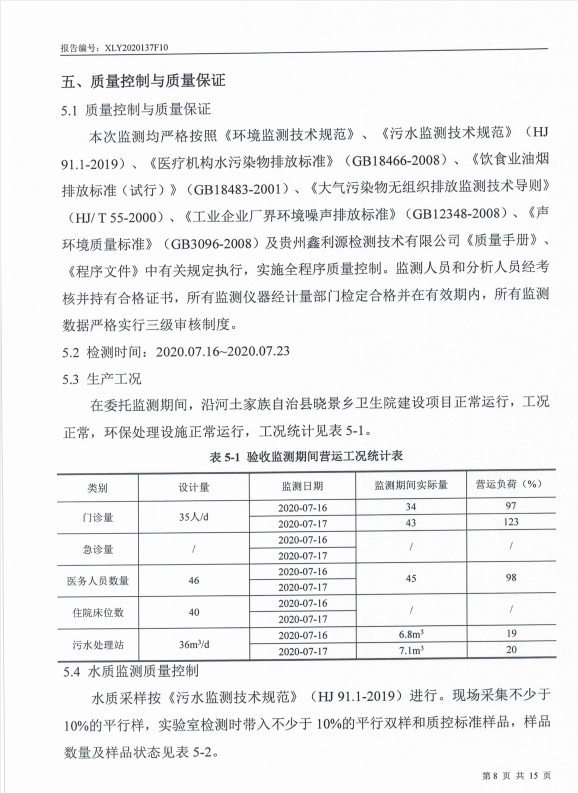 报告编号：XLY2020137F10
五、质量控制与质量保证
5.1 质量控制与质量保证
本次监测均严格按照《环境监测技术规范》、《污水监测技术规范》（HJ
91.1-2019）、《医疗机构水污染物排放标准》（GB18466-2008）、《饮食业油烟
排放标准（试行）》（GB18483-2001）、《大气污染物无组织排放监测技术导则》
（HJ/ T 55-2000）、《工业企业厂界环境噪声排放标准》（GB12348-2008）、《声
环境质量标准》（GB3096-2008）及贵州鑫利源检测技术有限公司《质量手册》、
《程序文件》中有关规定执行，实施全程序质量控制。监测人员和分析人员经考
核并持有合格证书，所有监测仪器经计量部门检定合格并在有效期内，所有监测
数据严格实行三级审核制度。
5.2 检测时间：2020.07.16~2020.07.23
5.3 生产工况
在委托监测期间，沿河土家族自治县晓景乡卫生院建设项目正常运行，工况
正常，环保处理设施正常运行，工况统计见表 5-1。
表 5-1 验收监测期间营运工况统计表
类别 设计量 监测日期 监测期间实际量 营运负荷（%）
门诊量 35人/d 2020-07-16 34 97
2020-07-17 43 123
急诊量 / 2020-07-16 / /
2020-07-17
医务人员数量 46 2020-07-16 45 98
2020-07-17
住院床位数 40 2020-07-16 / /
2020-07-17
污水处理站 36m³/d 2020-07-16 6.8m³ 19
2020-07-17 7.1m³ 20
5.4 水质监测质量控制
水质采样按《污水监测技术规范》（HJ 91.1-2019）进行。现场采集不少于
10%的平行样，实验室检测时带入不少于 10%的平行双样和质控标准样品，样品
数量及样品状态见表 5-2。
第 8 页 共 15 页